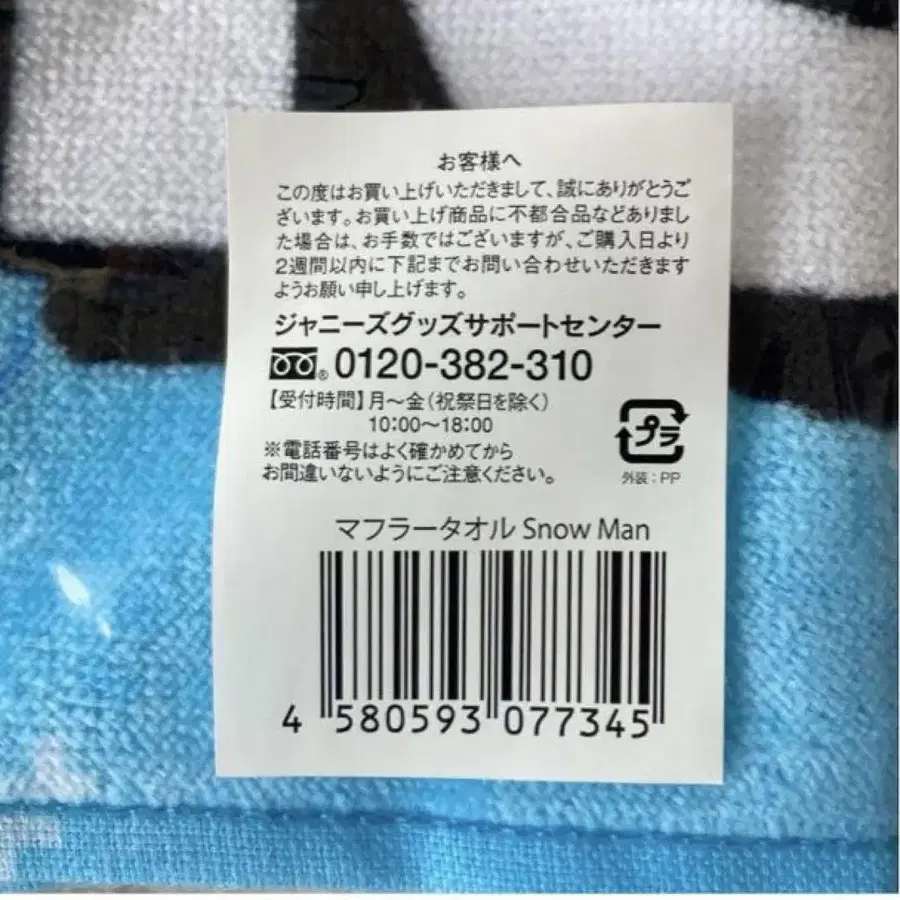 お客様へ
この度はお買い上げいただきまして、誠にありがとうご
ざいます。お買い上げ商品に不都合品などありまし
た場合は、お手数ではございますが、ご購入日より
2週間以内に下記までお問い合わせいただきます
ようお願い申し上げます。
ジャニーズグッズサポートセンター
® 0120-382-310
【受付時間】月～金(祝祭日を除く)
10:00～18:00
※電話番号はよく確かめてから
お間違いないようにご注意ください。
プラ
外装:PP
マフラータオル Snow Man
4 580593 077345